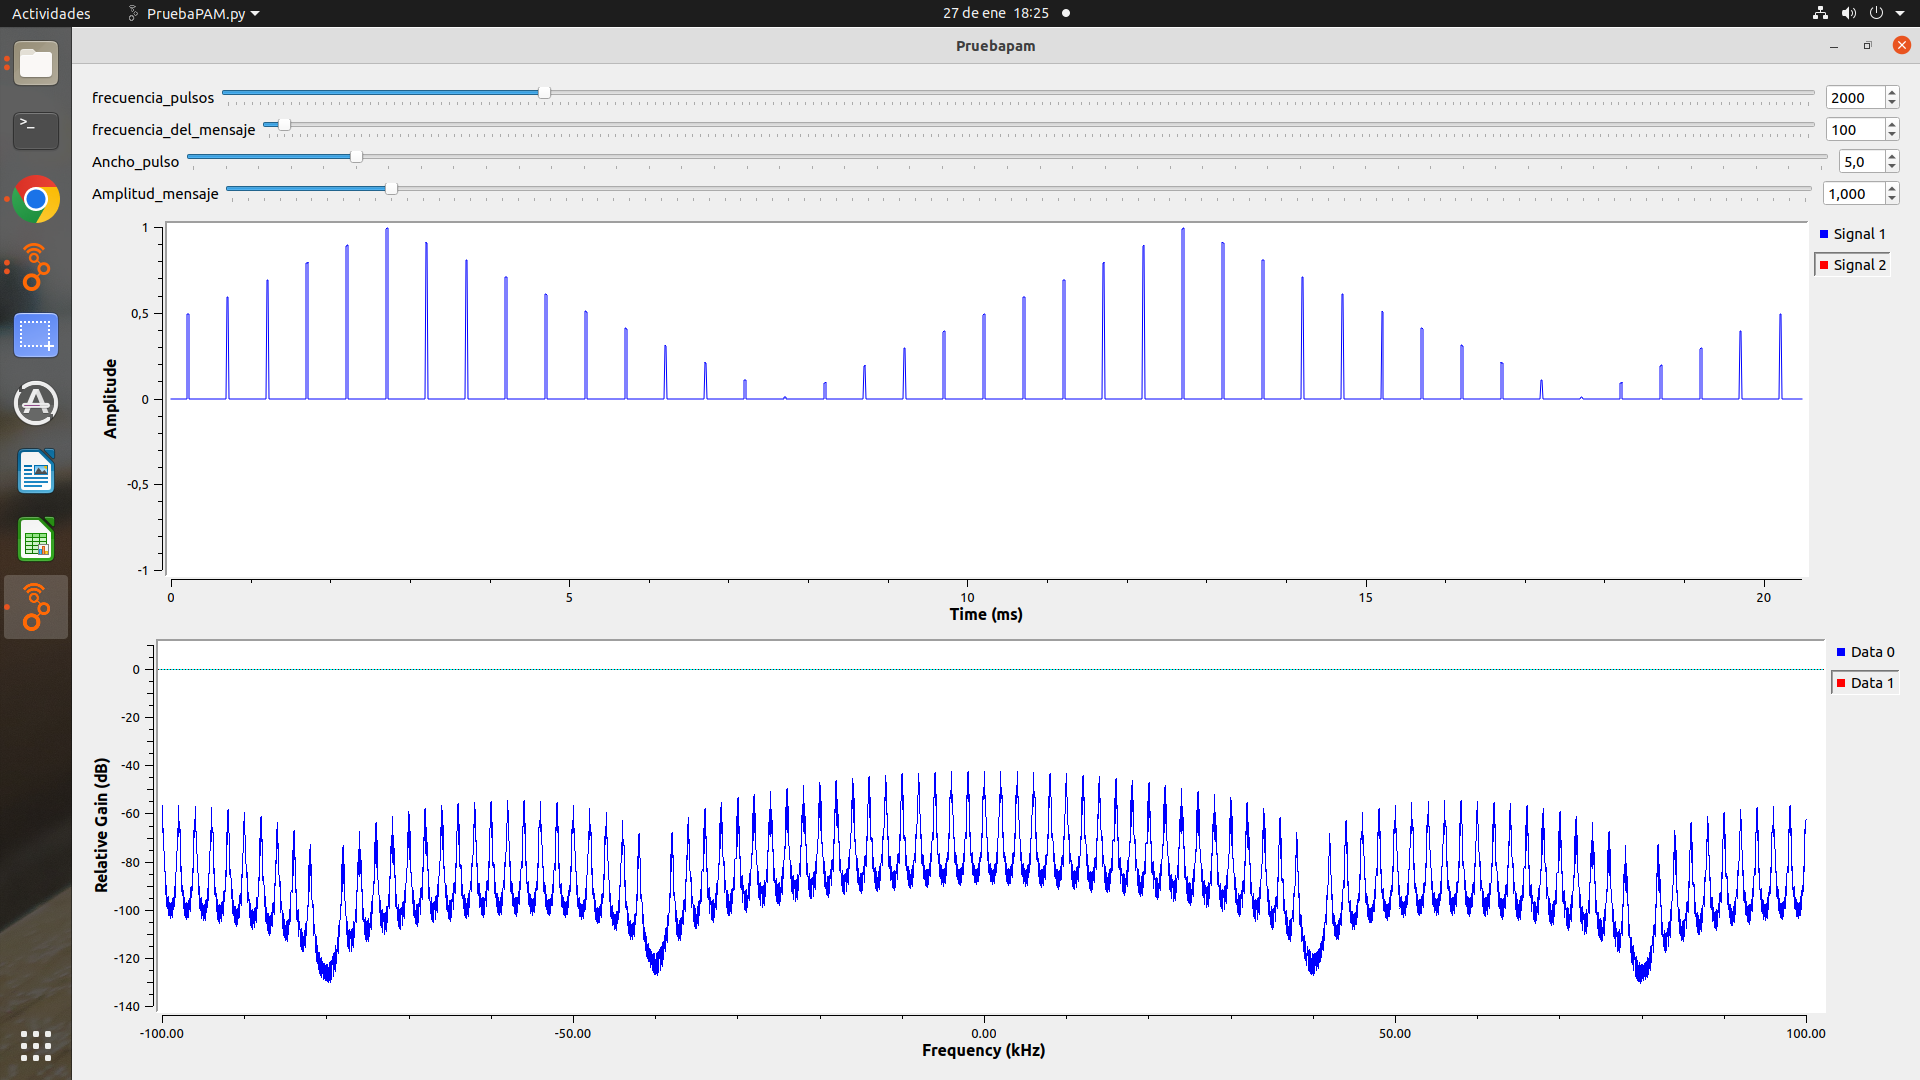 Actividades PruebaPAM.py 27 de ene 18:25
Pruebapam
frecuencia_pulsos 2000
frecuencia_del_mensaje 100
Ancho_pulso 5,0
Amplitud_mensaje 1,000
Signal 1
Signal 2
Amplitude
1
0,5
0
-0,5
-1
0 5 10 15 20
Time (ms)
Data 0
Data 1
Relative Gain (dB)
0
-20
-40
-60
-80
-100
-120
-140
-100.00 -50.00 0.00 50.00 100.00
Frequency (kHz)